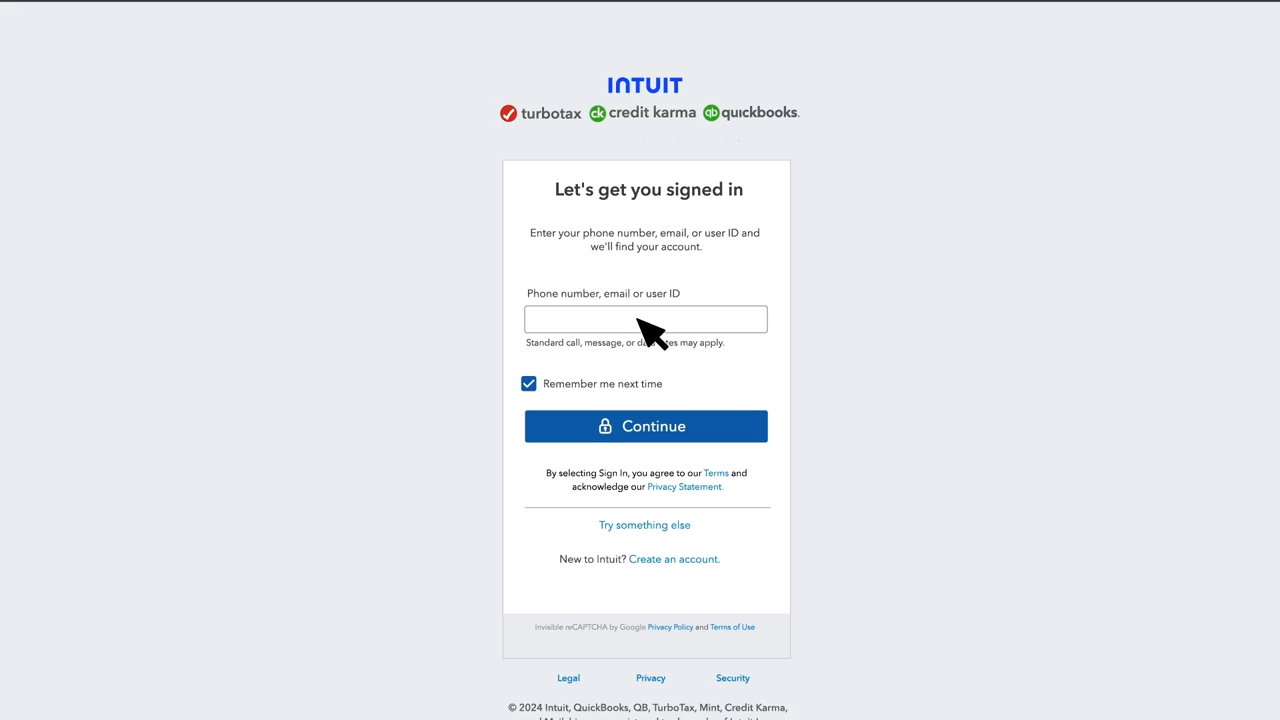 INTUIT
turbotax ck credit karma qb quickbooks.
Let's get you signed in
Enter your phone number, email, or user ID and
we'll find your account.
Phone number, email or user ID
Standard call, message, or rates may apply.
Remember me next time
Continue
By selecting Sign In, you agree to our Terms and
acknowledge our Privacy Statement.
Try something else
New to Intuit? Create an account.
Invisible reCAPTCHA by Google Privacy Policy and Terms of Use
Legal Privacy Security
© 2024 Intuit, QuickBooks, QB, TurboTax, Mint, Credit Karma,